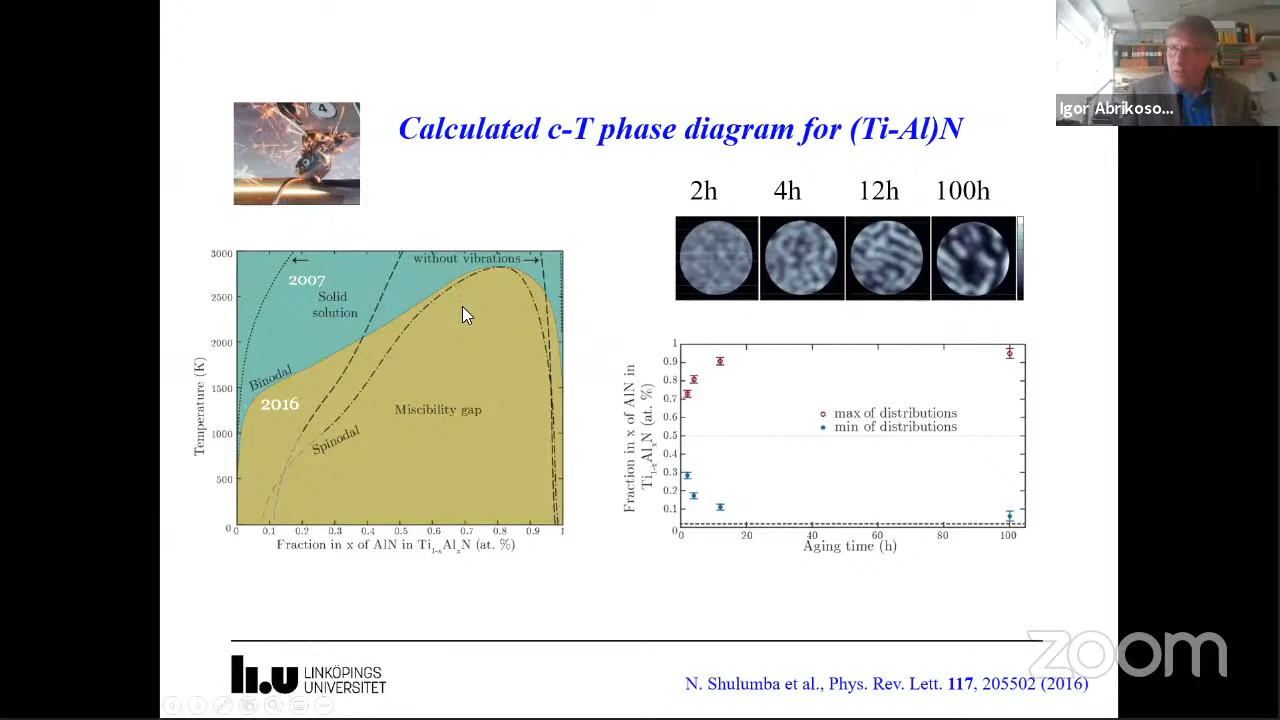 Igor Abrikoso...
4
Calculated c-T phase diagram for (Ti-Al)N
2h 4h 12h 100h
3000
2500
2000
1500
1000
500
0
without vibrations
2007
Solid
solution
Binodal
2016
Miscibility gap
Spinodal
0 0.1 0.2 0.3 0.4 0.5 0.6 0.7 0.8 0.9 1
Temperature (K)
Fraction in x of AlN in Ti1-xAlxN (at. %)
1
0.9
0.8
0.7
0.6
0.5
0.4
0.3
0.2
0.1
0
max of distributions
min of distributions
0 20 40 60 80 100
Fraction in x of AlN in
Ti1-xAlxN (at. %)
Aging time (h)
LiU LINKÖPINGS
UNIVERSITET
zoom
N. Shulumba et al., Phys. Rev. Lett. 117, 205502 (2016)